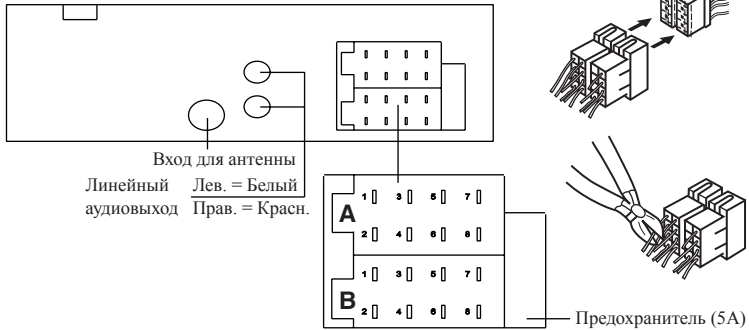 Вход для антенны
Линейный Лев. = Белый
аудиовыход Прав. = Красн.
A
1 3 5 7
2 4 6 8
B
1 3 5 7
2 4 6 8
Предохранитель (5A)